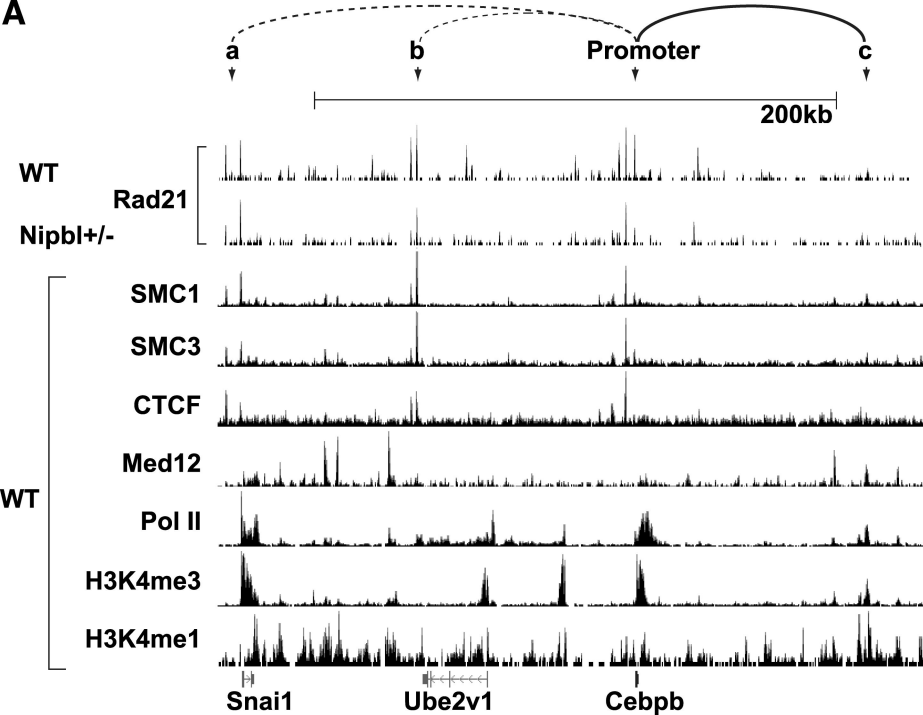 A
a b Promoter c
200kb
WT
Rad21
Nipbl+/-
SMC1
SMC3
CTCF
Med12
WT
Pol II
H3K4me3
H3K4me1
Snai1 Ube2v1 Cebpb